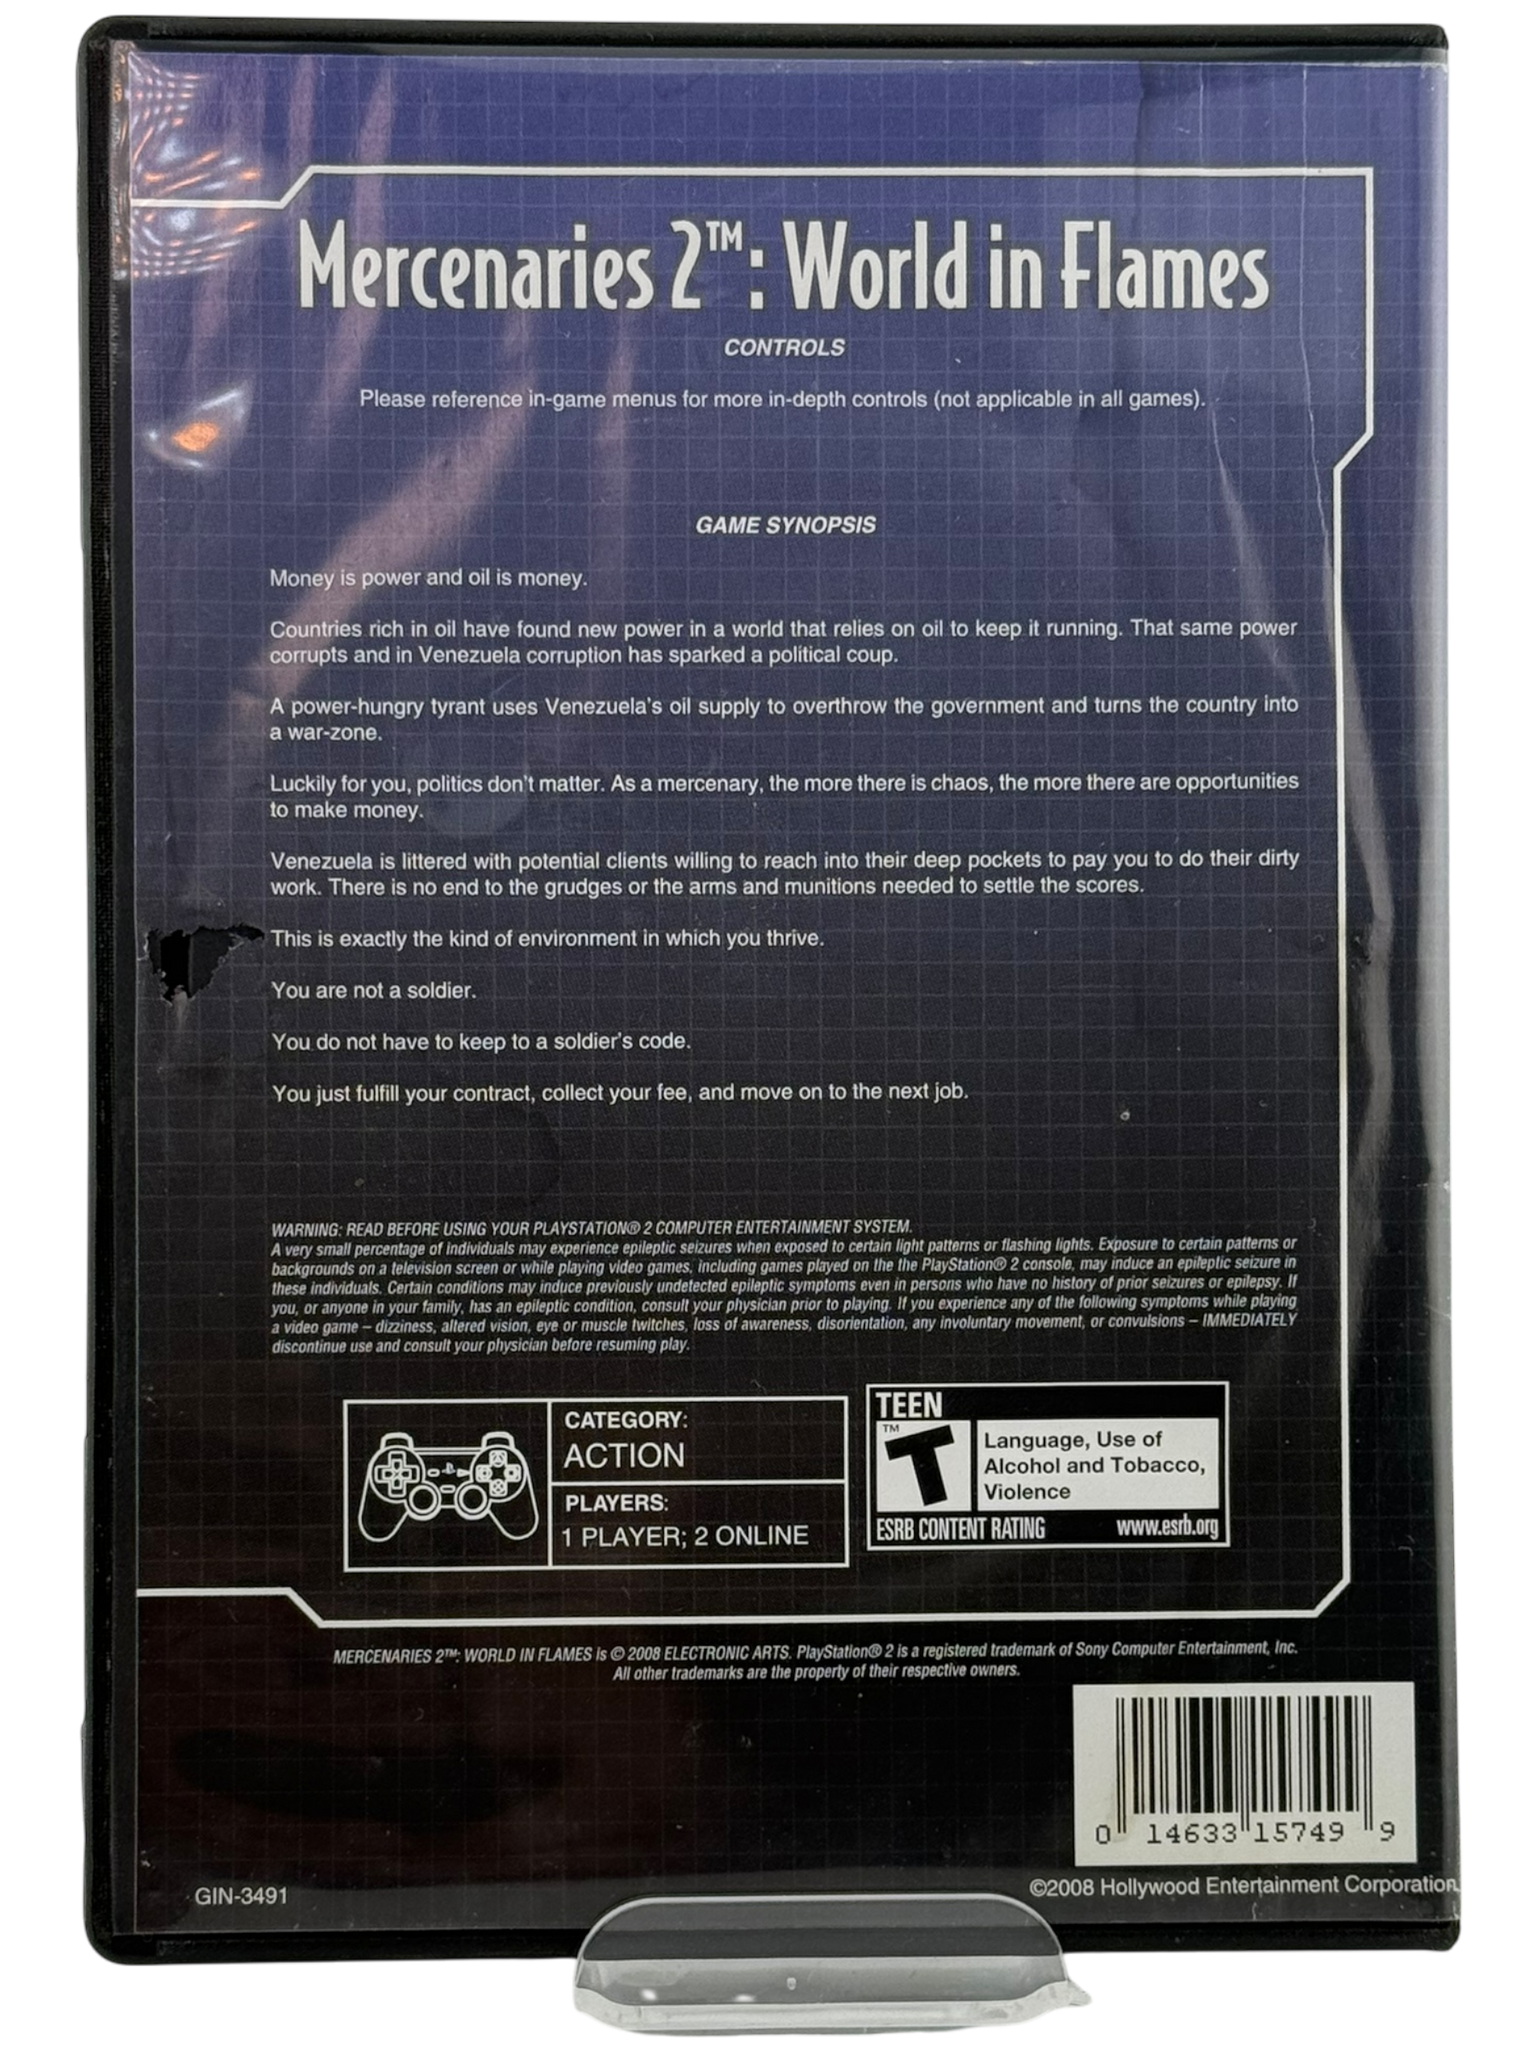 Mercenaries 2™: World in Flames
CONTROLS
Please reference in-game menus for more in-depth controls (not applicable in all games).
GAME SYNOPSIS
Money is power and oil is money.
Countries rich in oil have found new power in a world that relies on oil to keep it running. That same power
corrupts and in Venezuela corruption has sparked a political coup.
A power-hungry tyrant uses Venezuela's oil supply to overthrow the government and turns the country into
a war-zone.
Luckily for you, politics don't matter. As a mercenary, the more there is chaos, the more there are opportunities
to make money.
Venezuela is littered with potential clients willing to reach into their deep pockets to pay you to do their dirty
work. There is no end to the grudges or the arms and munitions needed to settle the scores.
This is exactly the kind of environment in which you thrive.
You are not a soldier.
You do not have to keep to a soldier's code.
You just fulfill your contract, collect your fee, and move on to the next job.
WARNING: READ BEFORE USING YOUR PLAYSTATION® 2 COMPUTER ENTERTAINMENT SYSTEM.
A very small percentage of individuals may experience epileptic seizures when exposed to certain light patterns or flashing lights. Exposure to certain patterns or
backgrounds on a television screen or while playing video games, including games played on the the PlayStation® 2 console, may induce an epileptic seizure in
these individuals. Certain conditions may induce previously undetected epileptic symptoms even in persons who have no history of prior seizures or epilepsy. If
you, or anyone in your family, has an epileptic condition, consult your physician prior to playing. If you experience any of the following symptoms while playing
a video game – dizziness, altered vision, eye or muscle twitches, loss of awareness, disorientation, any involuntary movement, or convulsions – IMMEDIATELY
discontinue use and consult your physician before resuming play.
CATEGORY:
ACTION
PLAYERS:
1 PLAYER; 2 ONLINE
TEEN
T™
Language, Use of
Alcohol and Tobacco,
Violence
ESRB CONTENT RATING www.esrb.org
MERCENARIES 2™: WORLD IN FLAMES is © 2008 ELECTRONIC ARTS. PlayStation® 2 is a registered trademark of Sony Computer Entertainment, Inc.
All other trademarks are the property of their respective owners.
0 14633 15749 9
GIN-3491
©2008 Hollywood Entertainment Corporation.